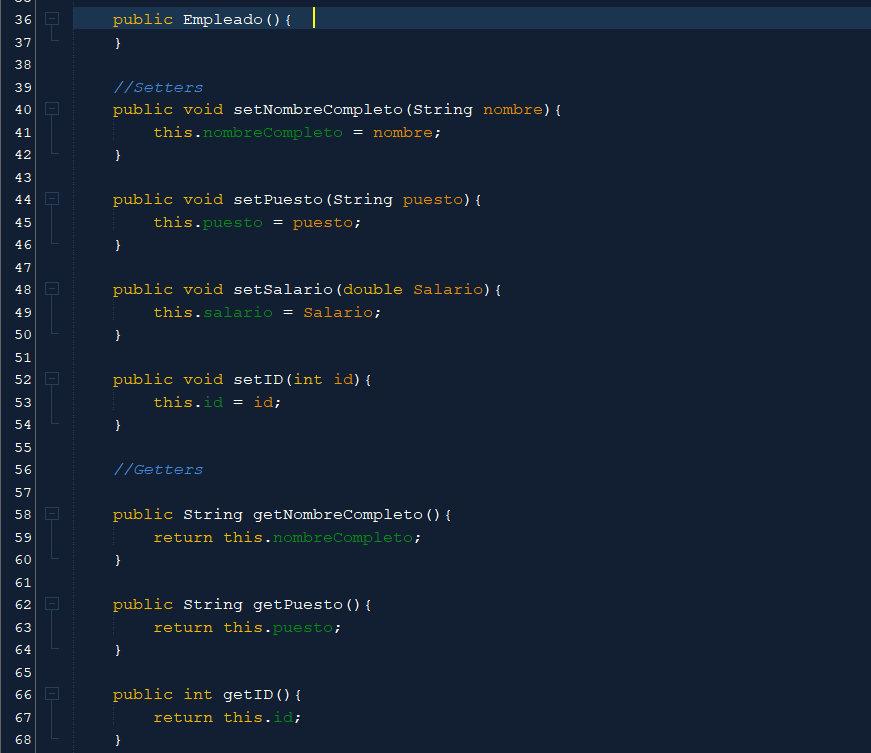 36 public Empleado(){
37 }
38
39 //Setters
40 public void setNombreCompleto(String nombre){
41 this.nombreCompleto = nombre;
42 }
43
44 public void setPuesto(String puesto){
45 this.puesto = puesto;
46 }
47
48 public void setSalario(double Salario){
49 this.salario = Salario;
50 }
51
52 public void setID(int id){
53 this.id = id;
54 }
55
56 //Getters
57
58 public String getNombreCompleto(){
59 return this.nombreCompleto;
60 }
61
62 public String getPuesto(){
63 return this.puesto;
64 }
65
66 public int getID(){
67 return this.id;
68 }